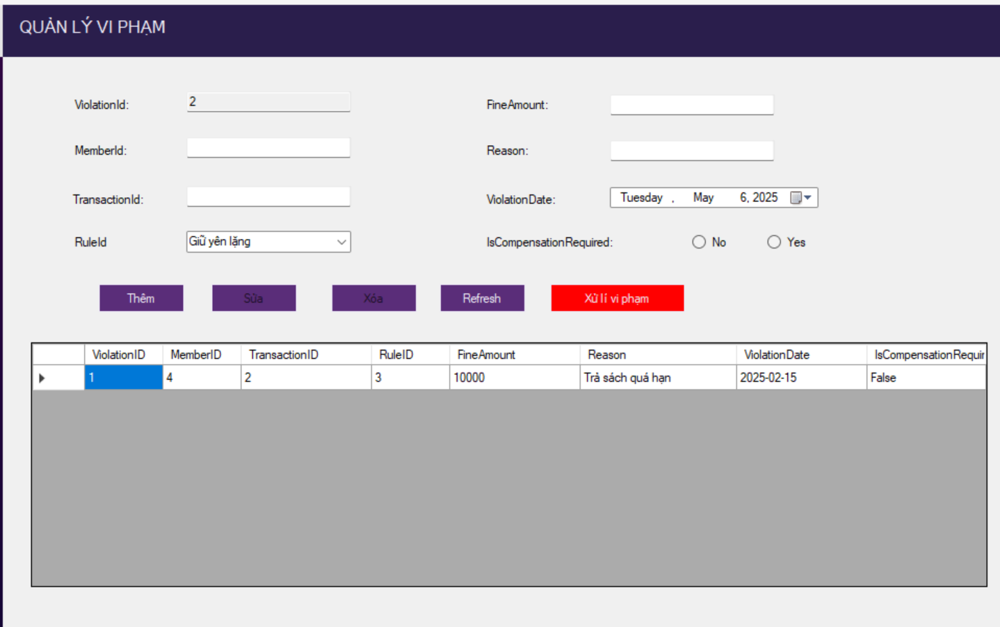 QUẢN LÝ VI PHẠM
ViolationId: 2 FineAmount:
MemberId: Reason:
TransactionId: ViolationDate: Tuesday , May 6, 2025
RuleId Giữ yên lặng IsCompensationRequired: No Yes
Thêm Sửa Xóa Refresh Xử lí vi phạm
ViolationID MemberID TransactionID RuleID FineAmount Reason ViolationDate IsCompensationRequir
1 4 2 3 10000 Trả sách quá hạn 2025-02-15 False